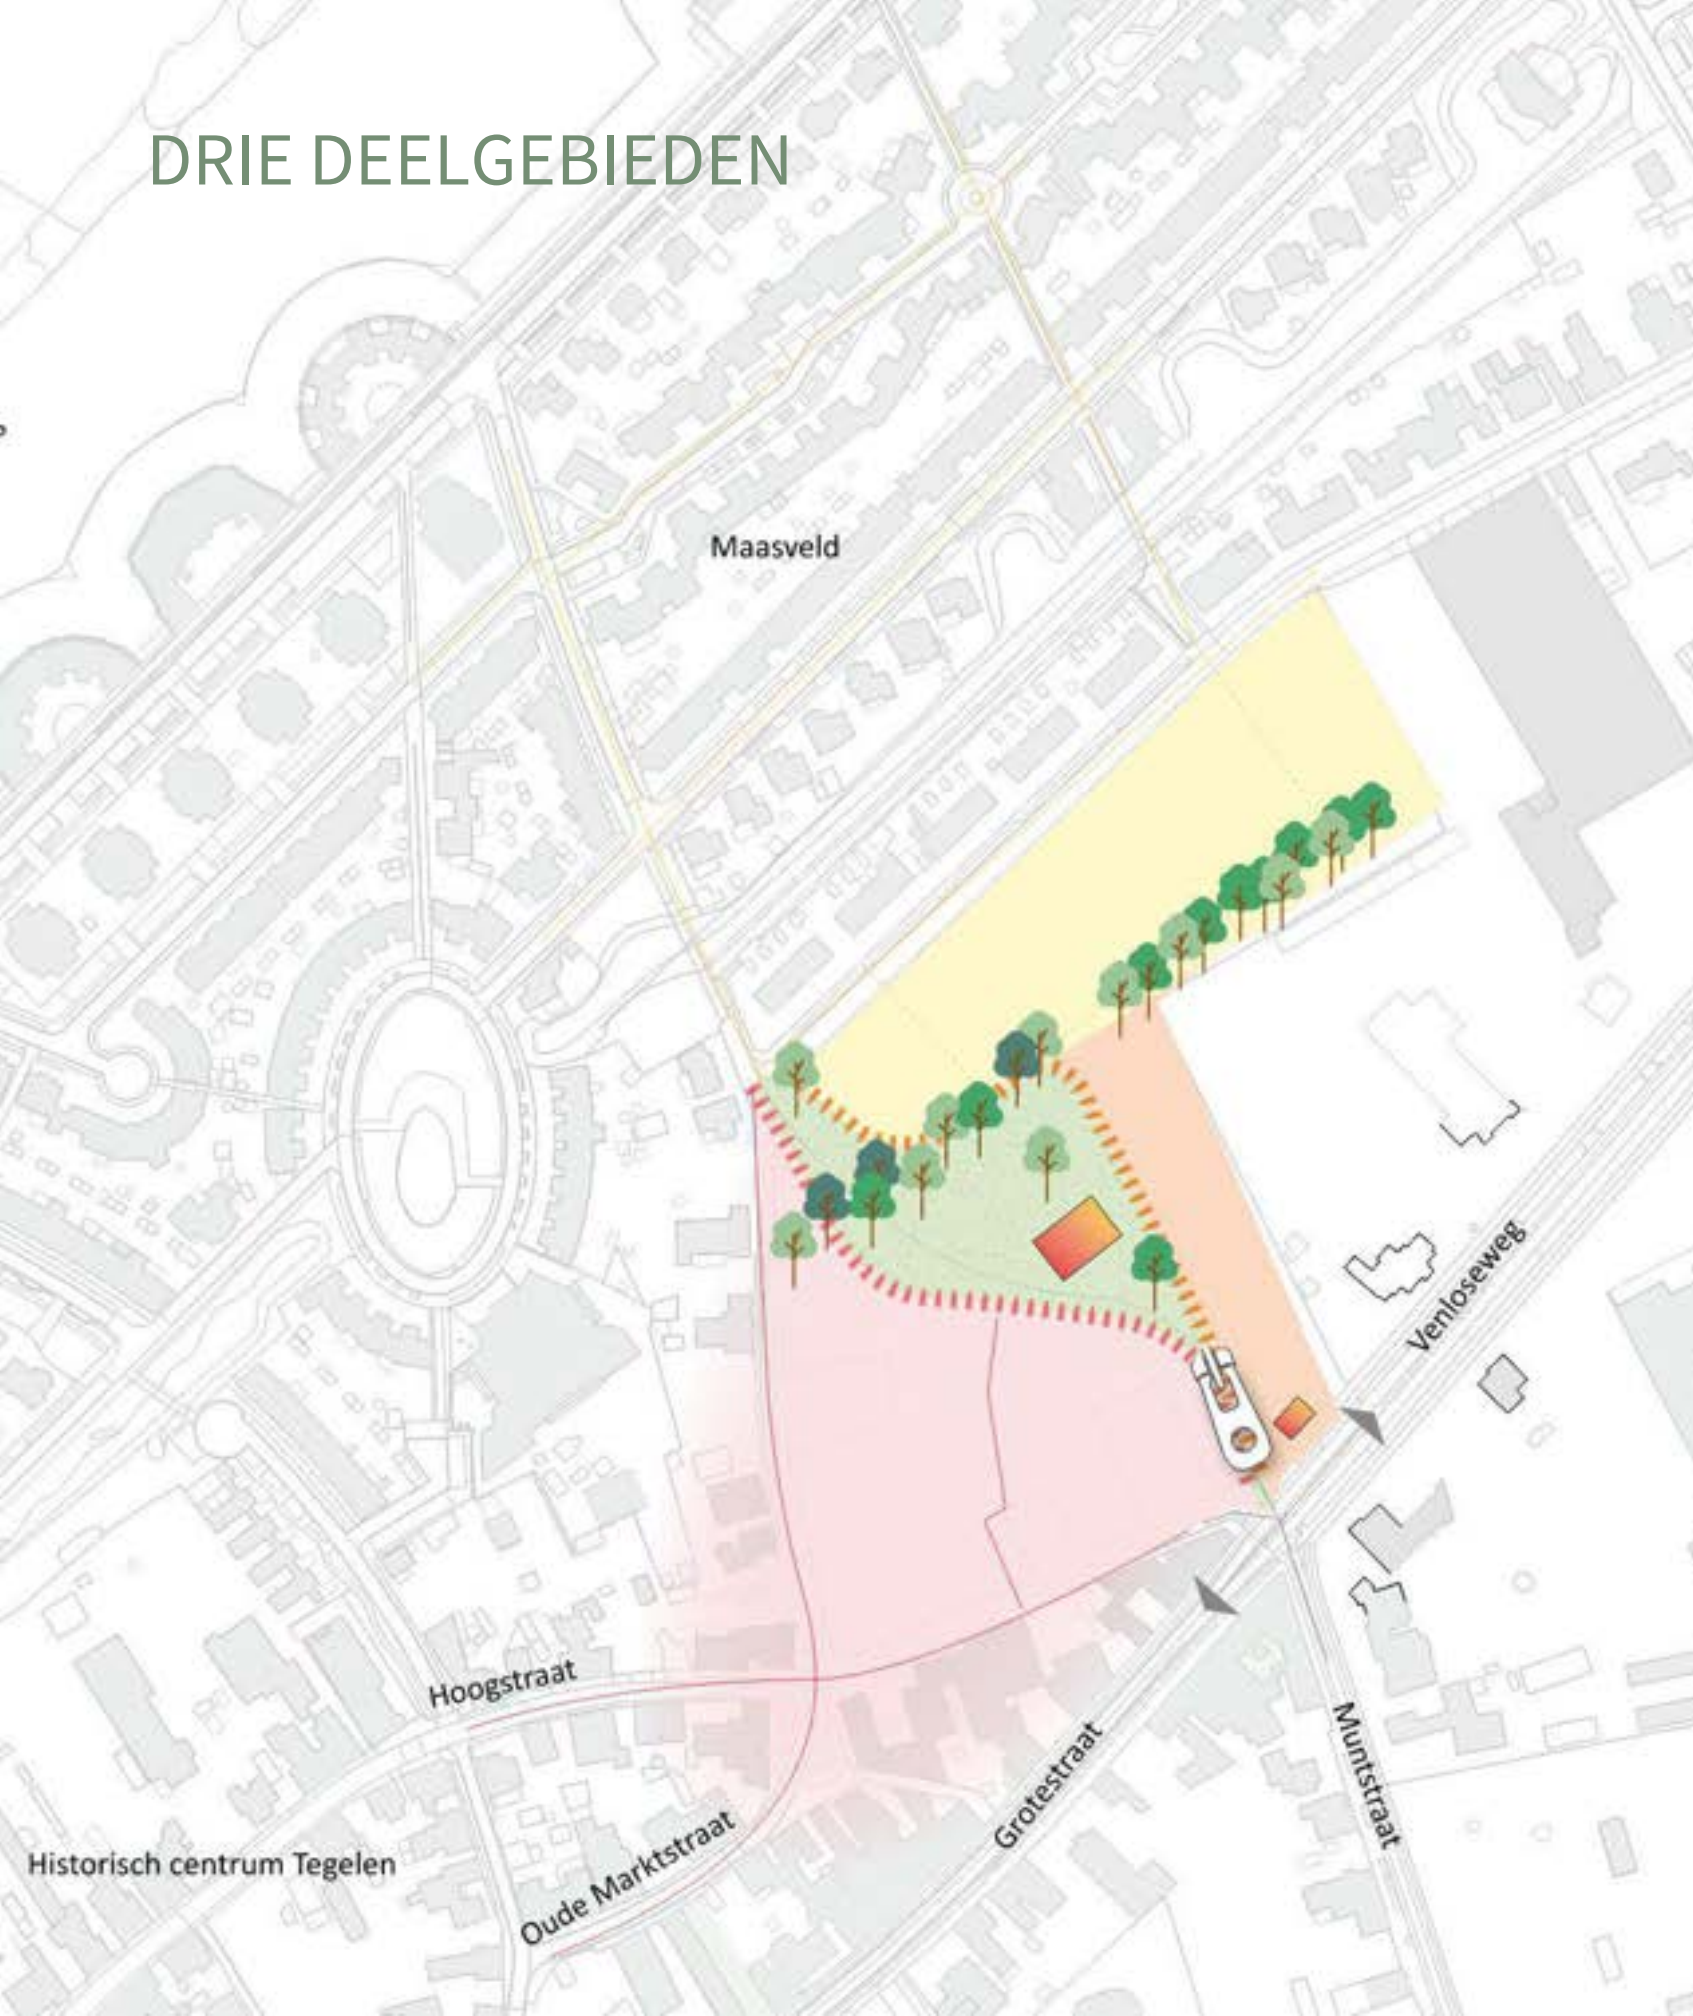 DRIE DEELGEBIEDEN
Maasveld
Venloseweg
Hoogstraat
Muntstraat
Grotestraat
Oude Marktstraat
Historisch centrum Tegelen